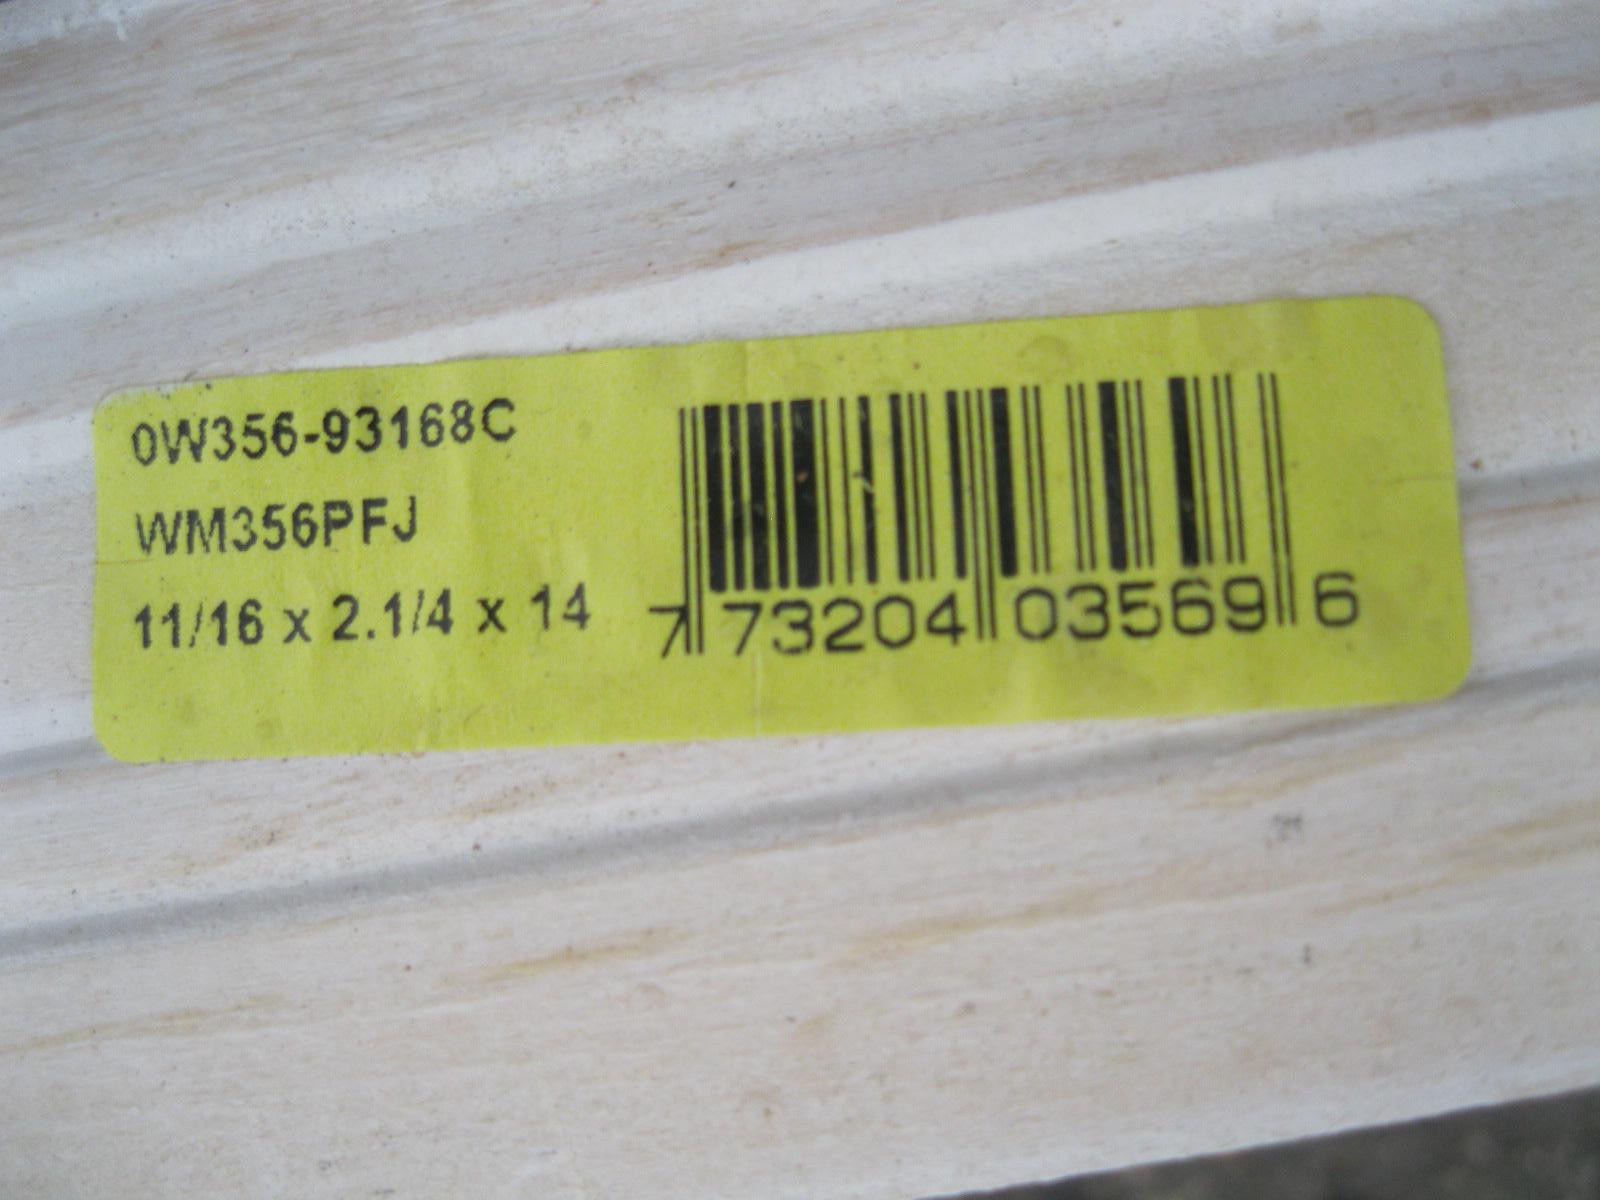 0W356-93168C
WM356PFJ
11/16 x 2.1/4 x 14
7 73204 03569 6